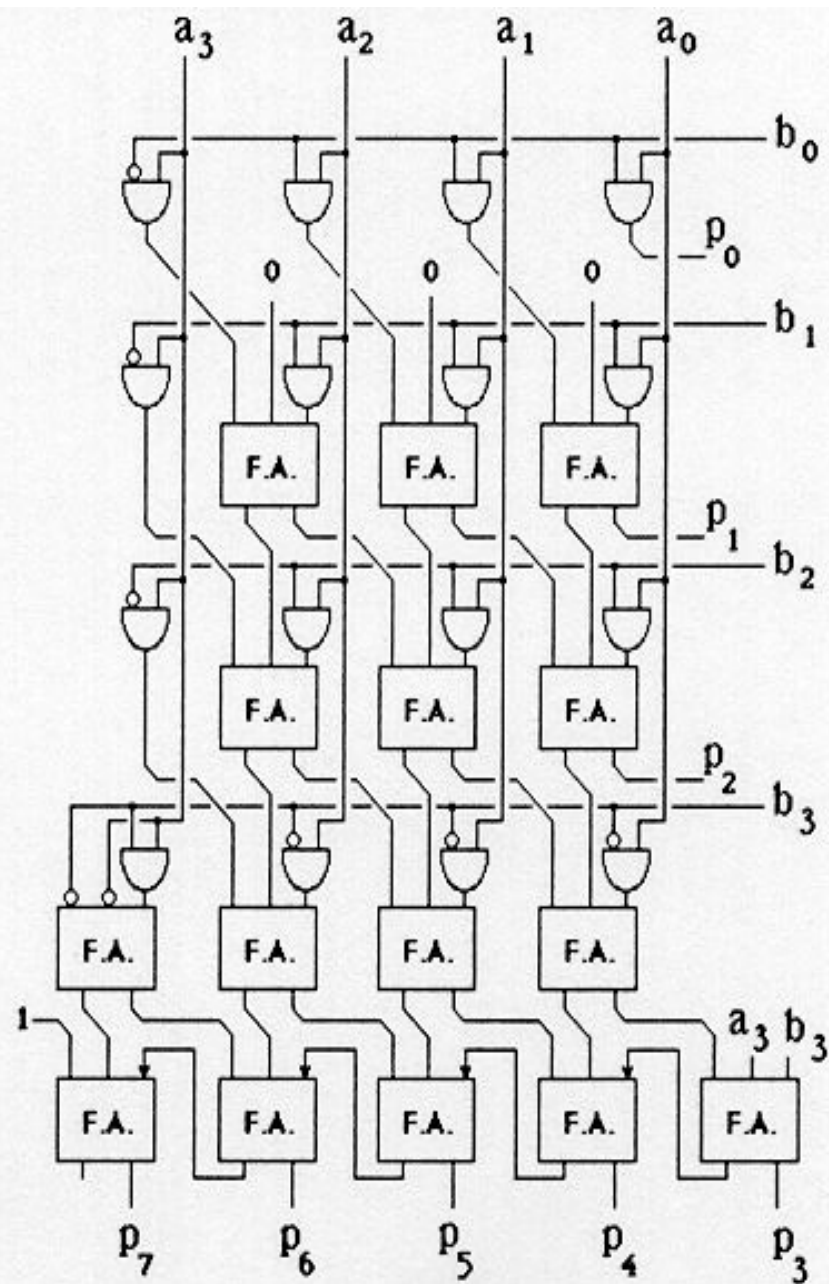 a3 a2 a1 a0
b0
p0
0 0 0
b1
F.A. F.A. F.A.
p1
b2
F.A. F.A. F.A.
p2
b3
F.A. F.A. F.A. F.A.
1 a3 b3
F.A. F.A. F.A. F.A. F.A.
p7 p6 p5 p4 p3